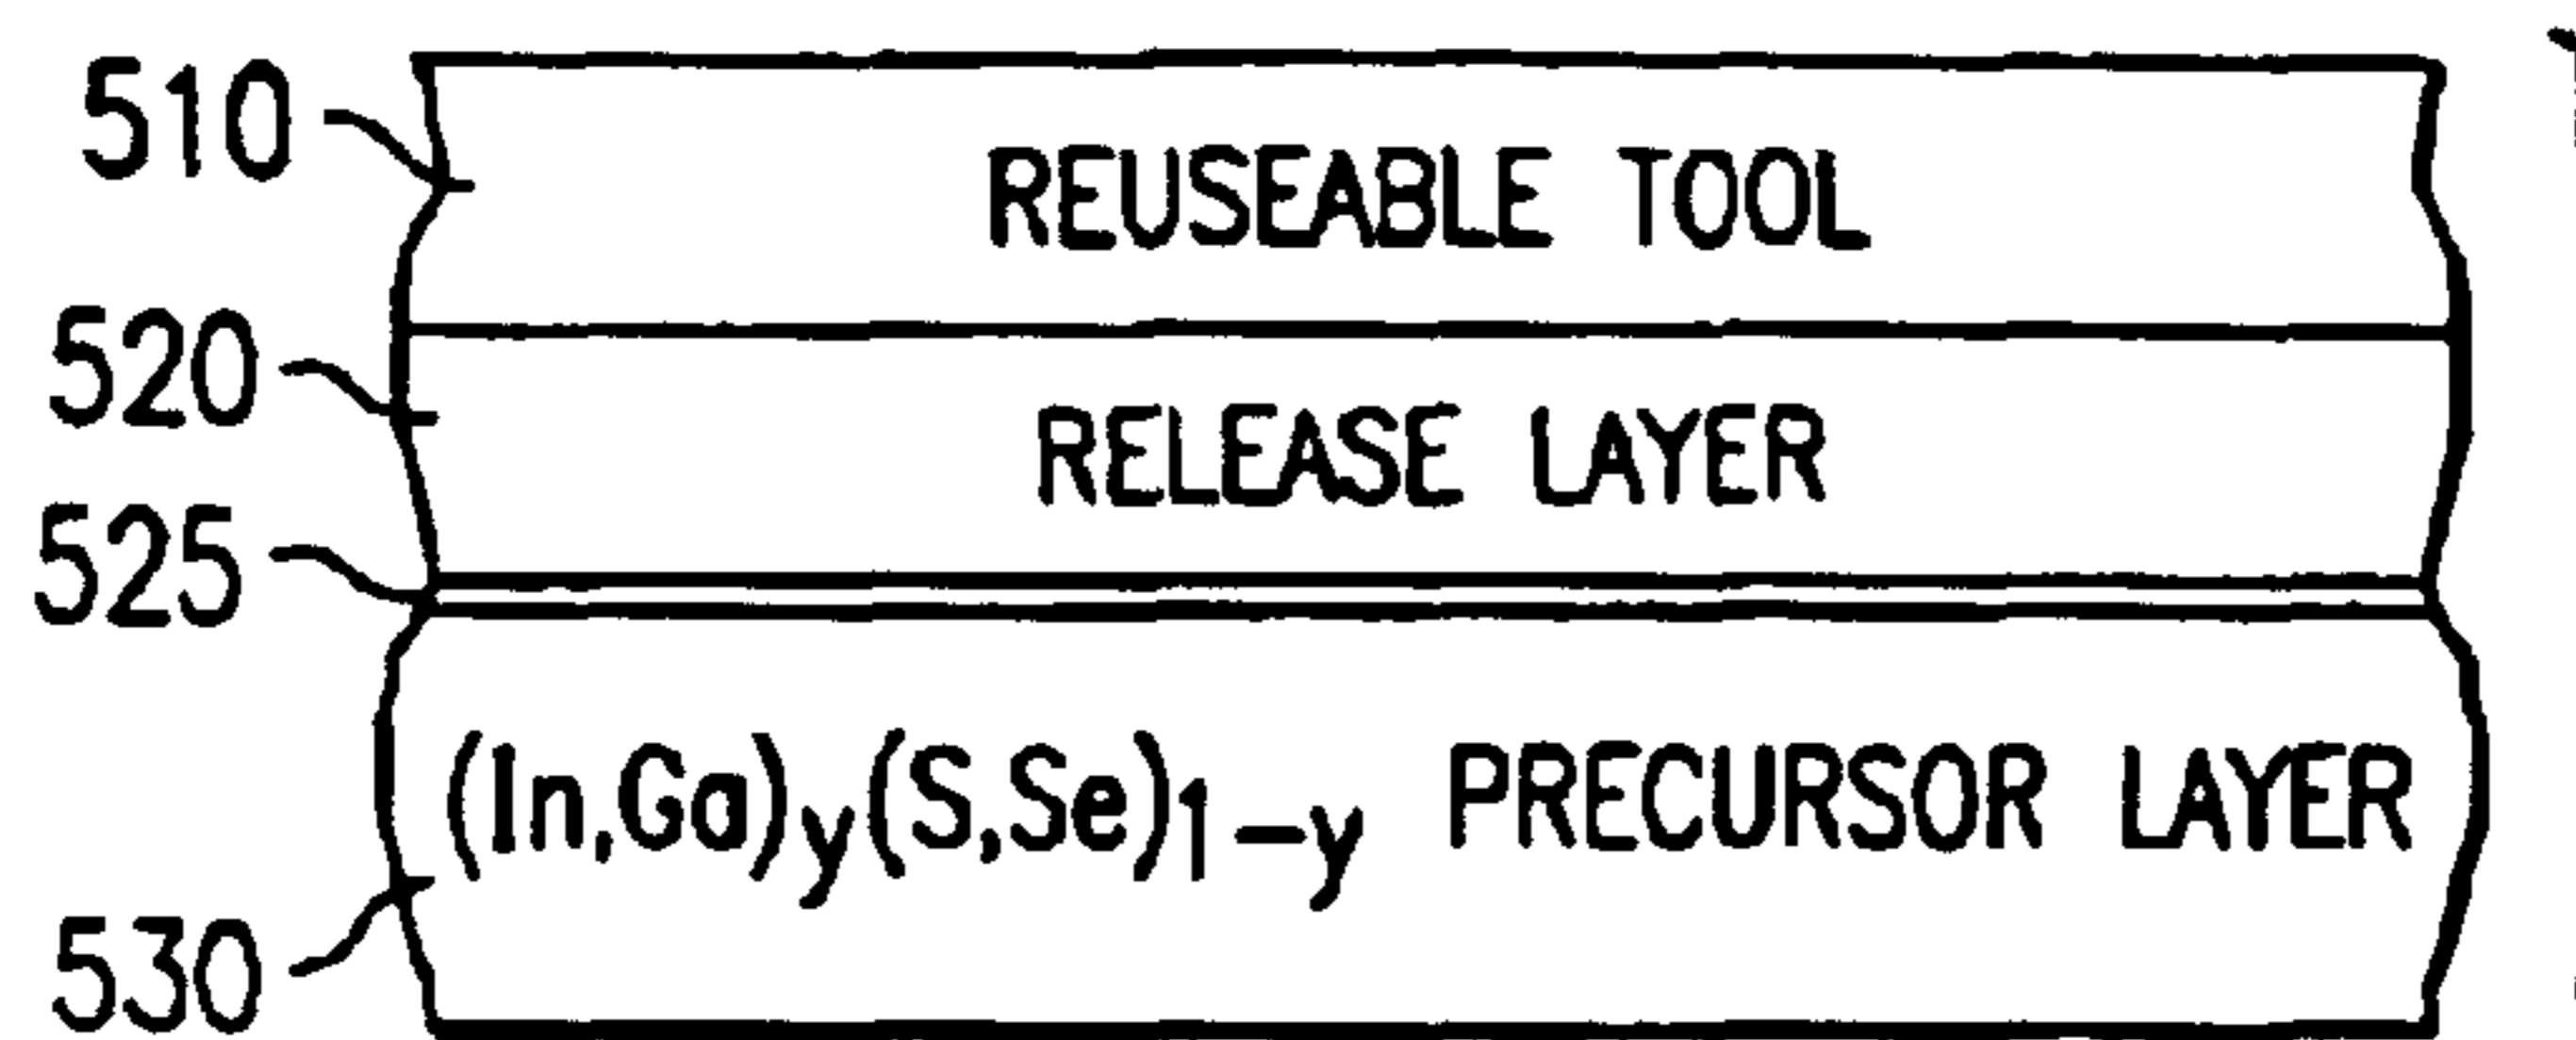 510
REUSEABLE TOOL
520
RELEASE LAYER
525
(In,Ga)y(S,Se)1-y PRECURSOR LAYER
530